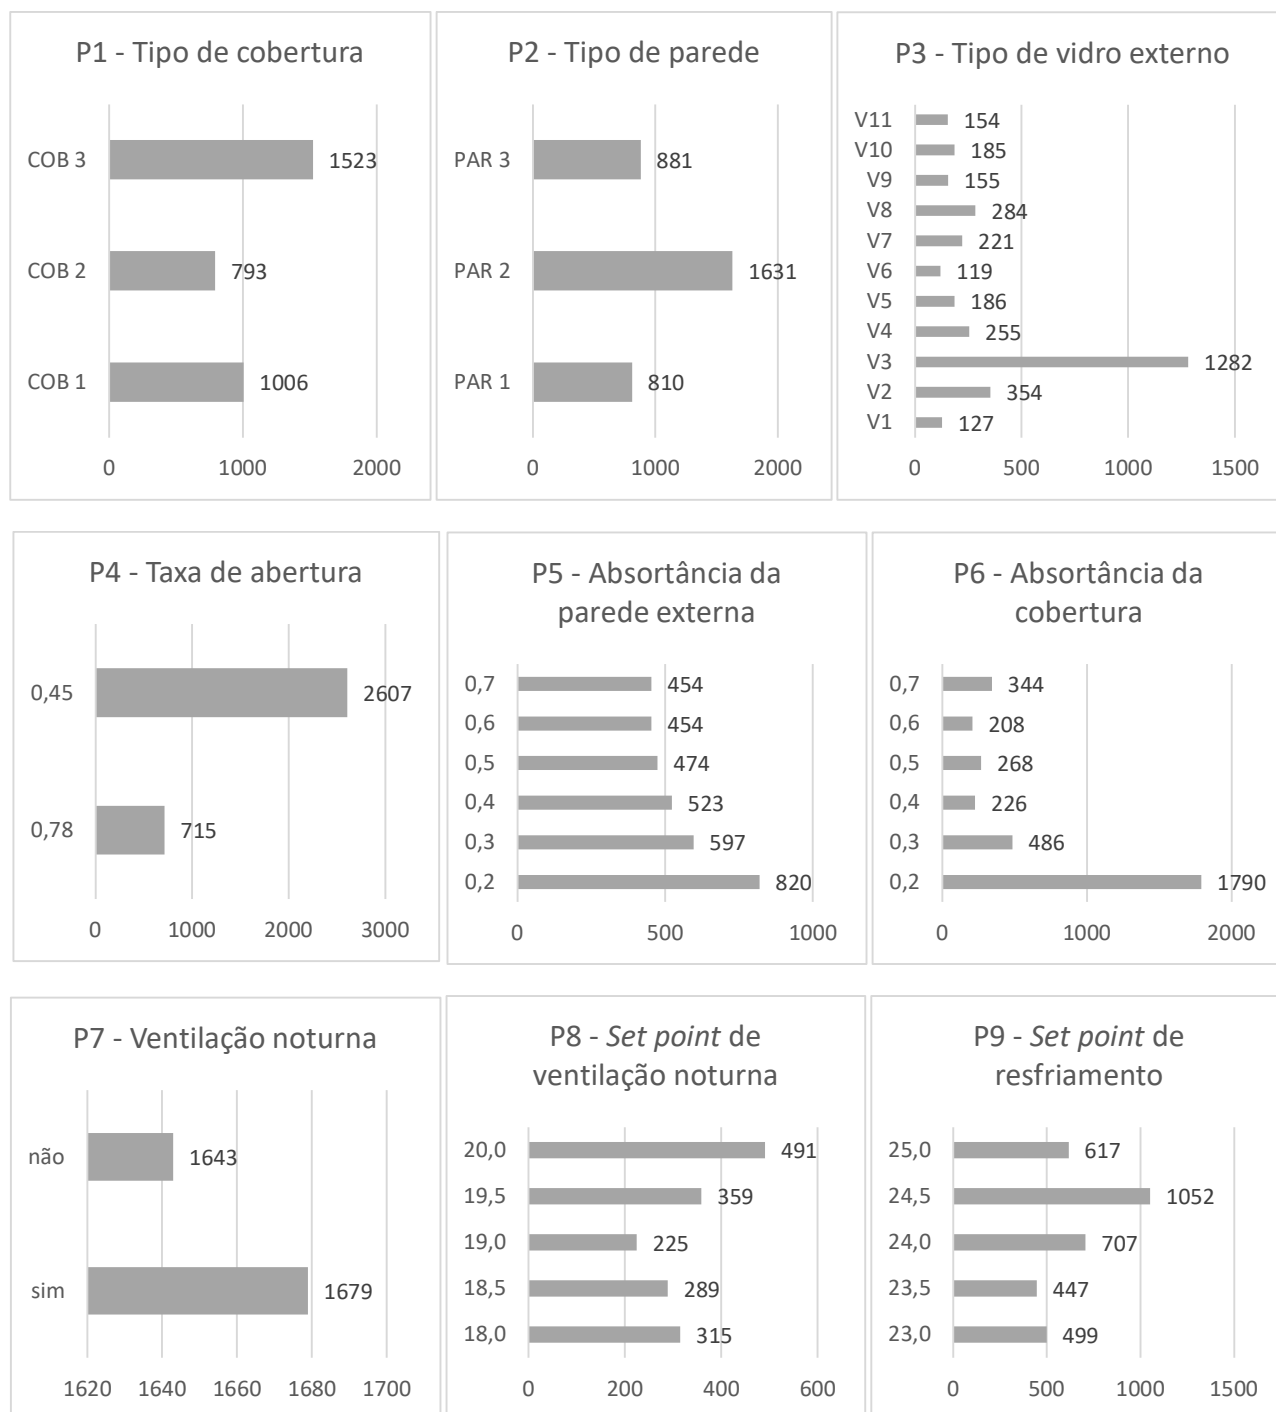 P1 - Tipo de cobertura
COB 3
1523
COB 2
793
COB 1
1006
0 1000 2000
P2 - Tipo de parede
PAR 3
881
PAR 2
1631
PAR 1
810
0 1000 2000
P3 - Tipo de vidro externo
V11
154
V10
185
V9
155
V8
284
V7
221
V6
119
V5
186
V4
255
V3
1282
V2
354
V1
127
0 500 1000 1500
P4 - Taxa de abertura
0,45
2607
0,78
715
0 1000 2000 3000
P5 - Absortância da
parede externa
0,7
454
0,6
454
0,5
474
0,4
523
0,3
597
0,2
820
0 500 1000
P6 - Absortância da
cobertura
0,7
344
0,6
208
0,5
268
0,4
226
0,3
486
0,2
1790
0 1000 2000
P7 - Ventilação noturna
não
1643
sim
1679
1620 1640 1660 1680 1700
P8 - Set point de
ventilação noturna
20,0
491
19,5
359
19,0
225
18,5
289
18,0
315
0 200 400 600
P9 - Set point de
resfriamento
25,0
617
24,5
1052
24,0
707
23,5
447
23,0
499
0 500 1000 1500